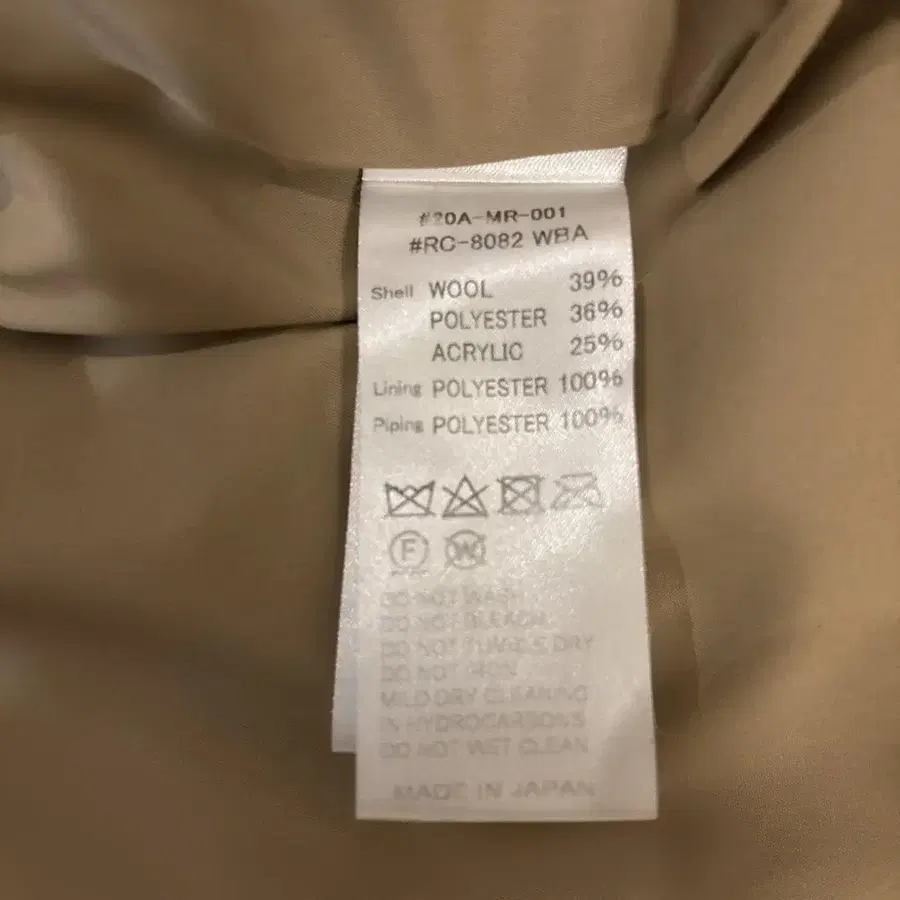 #20A-MR-001
#RC-8082 WBA
Shell WOOL 39%
POLYESTER 36%
ACRYLIC 25%
Lining POLYESTER 100%
Piping POLYESTER 100%
F W
DO NOT WASH
DO NOT BLEACH
DO NOT TUMBLE DRY
DO NOT IRON
MILD DRY CLEANING
IN HYDROCARBONS
DO NOT WET CLEAN
MADE IN JAPAN